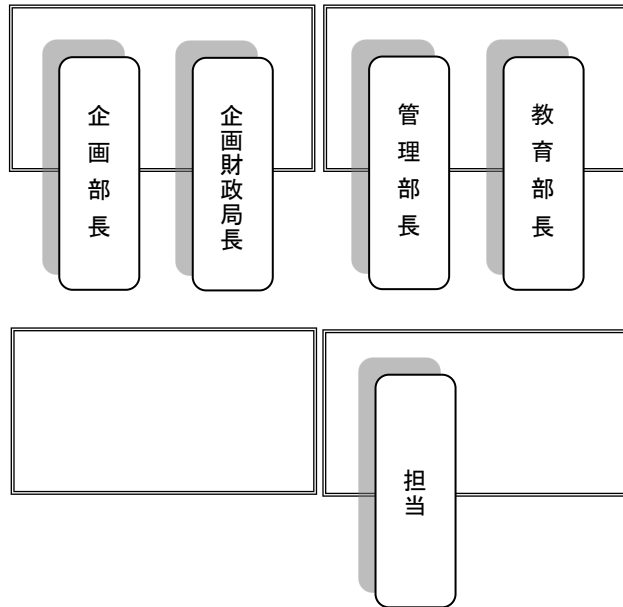 企画部長
企画財政局長
管理部長
教育部長
担当